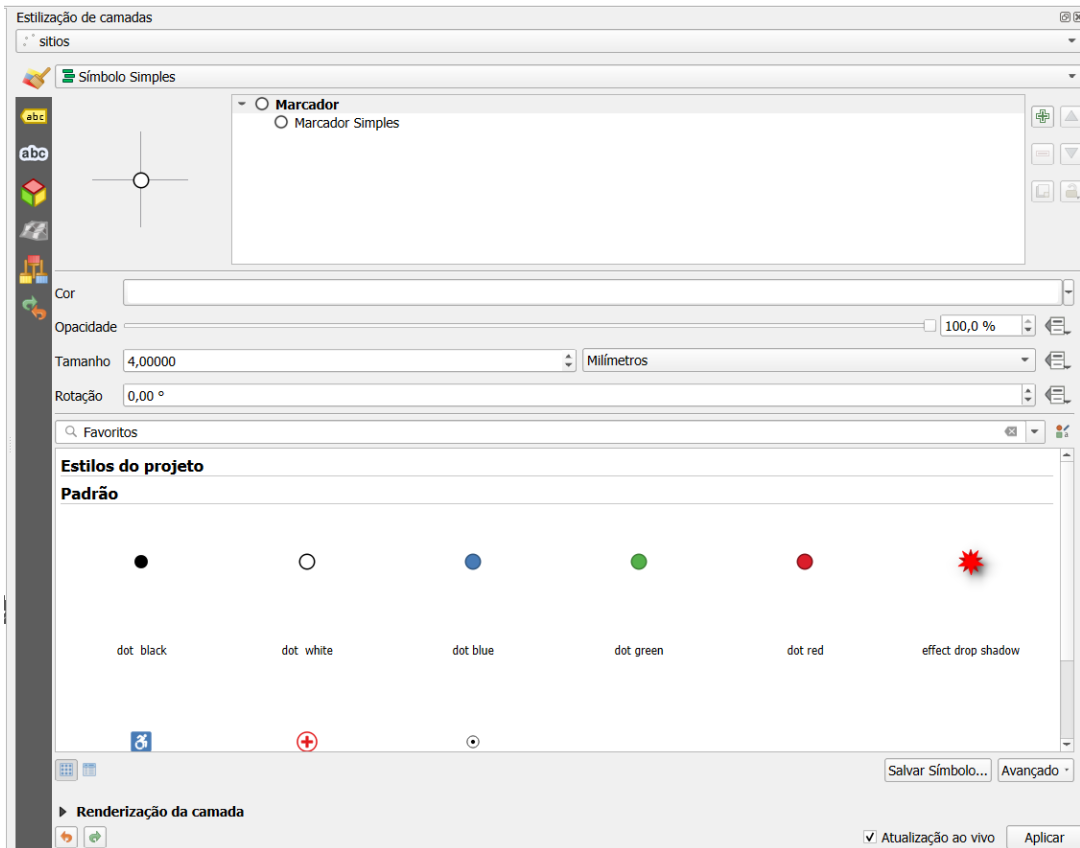 Estilização de camadas
sitios
Símbolo Simples
abc
Marcador
Marcador Simples
abc
Cor
Opacidade 100,0 %
Tamanho 4,00000 Milímetros
Rotação 0,00 °
Favoritos
Estilos do projeto
Padrão
dot black dot white dot blue dot green dot red effect drop shadow
Salvar Símbolo... Avançado
Renderização da camada
Atualização ao vivo Aplicar